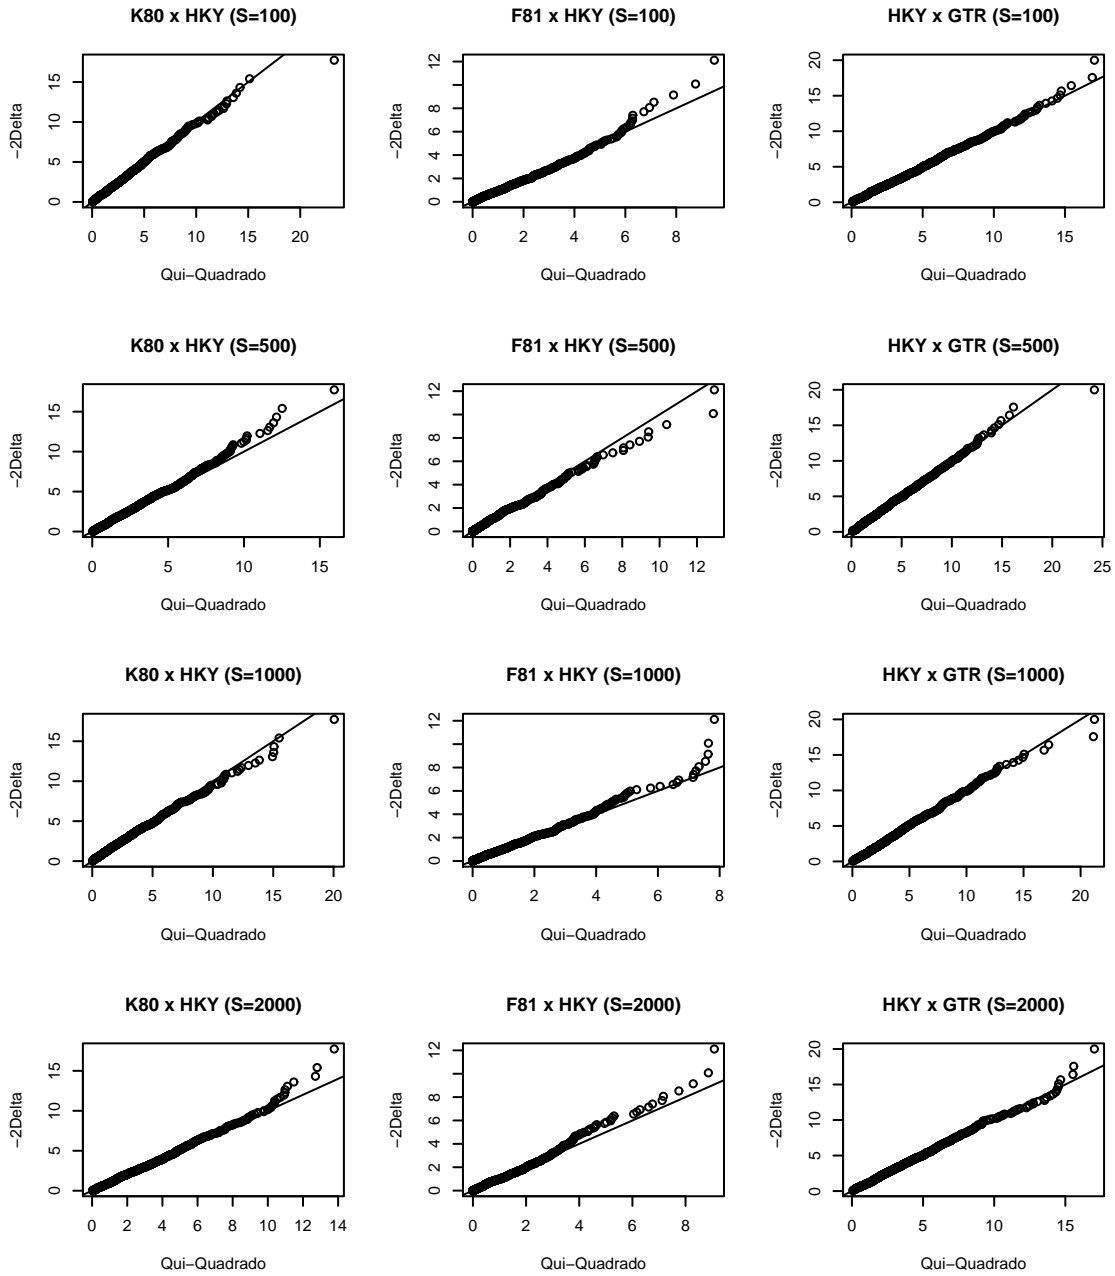 K80 x HKY (S=100)
F81 x HKY (S=100)
HKY x GTR (S=100)
15
10
5
0
−2Delta
0 5 10 15 20
Qui−Quadrado
12
10
8
6
4
2
0
−2Delta
0 2 4 6 8
Qui−Quadrado
20
15
10
5
0
−2Delta
0 5 10 15
Qui−Quadrado
K80 x HKY (S=500)
F81 x HKY (S=500)
HKY x GTR (S=500)
15
10
5
0
−2Delta
0 5 10 15
Qui−Quadrado
12
8
6
4
2
0
−2Delta
0 2 4 6 8 10 12
Qui−Quadrado
20
15
10
5
0
−2Delta
0 5 10 15 20 25
Qui−Quadrado
K80 x HKY (S=1000)
F81 x HKY (S=1000)
HKY x GTR (S=1000)
15
10
5
0
−2Delta
0 5 10 15 20
Qui−Quadrado
12
8
6
4
2
0
−2Delta
0 2 4 6 8
Qui−Quadrado
20
15
10
5
0
−2Delta
0 5 10 15 20
Qui−Quadrado
K80 x HKY (S=2000)
F81 x HKY (S=2000)
HKY x GTR (S=2000)
15
10
5
0
−2Delta
0 2 4 6 8 10 12 14
Qui−Quadrado
12
8
6
4
2
0
−2Delta
0 2 4 6 8
Qui−Quadrado
20
15
10
5
0
−2Delta
0 5 10 15
Qui−Quadrado